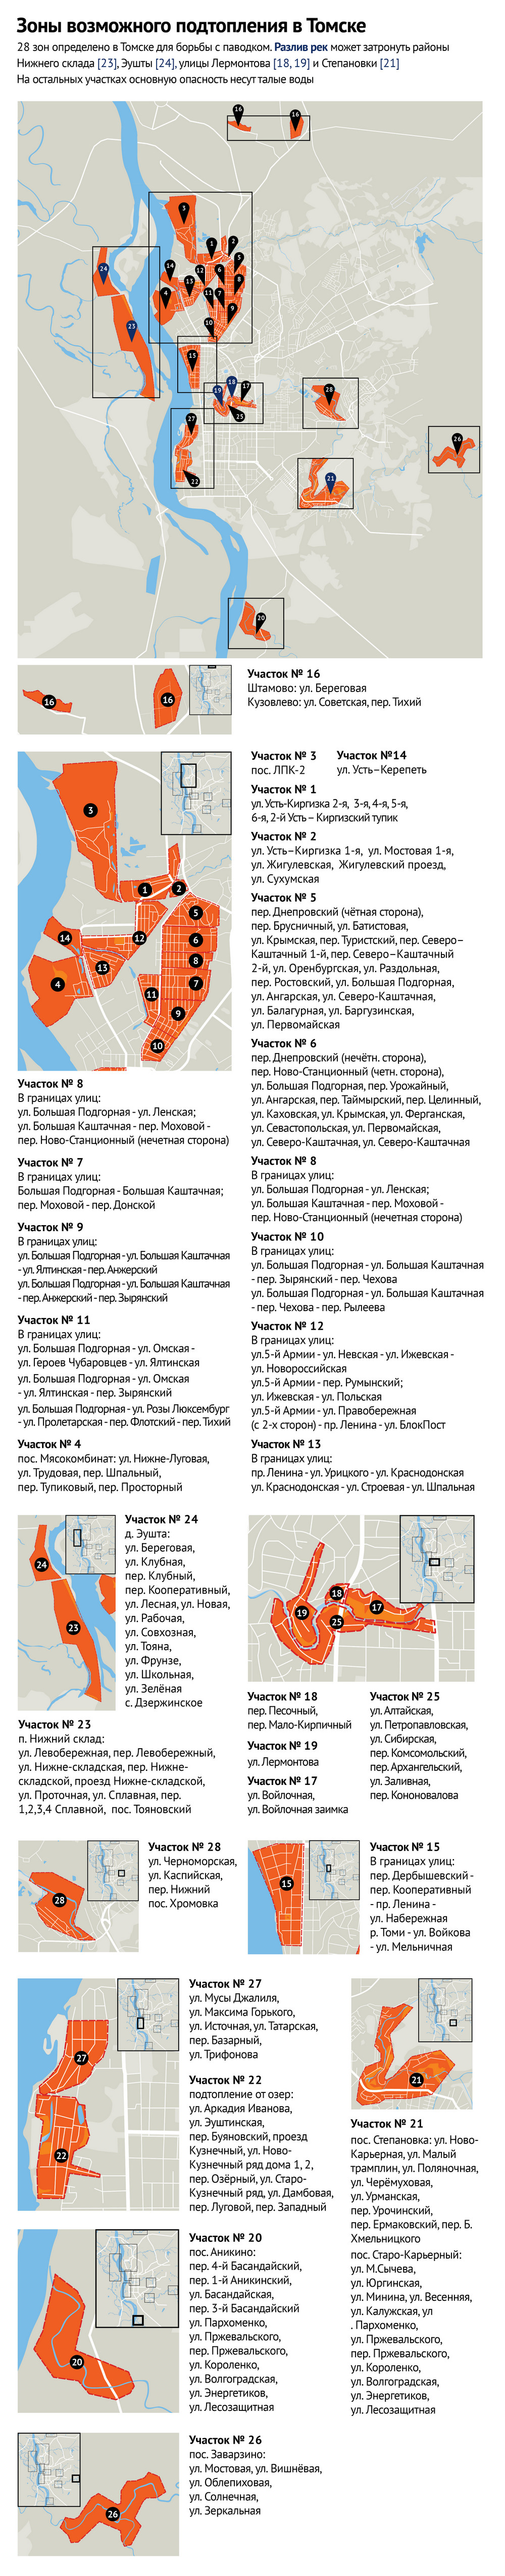 Зоны возможного подтопления в Томске
28 зон определено в Томске для борьбы с паводком. Разлив рек может затронуть районы
Нижнего склада [23], Эушты [24], улицы Лермонтова [18, 19] и Степановки [21]
На остальных участках основную опасность несут талые воды
16
16
3
1
2
5
14
12
6
8
24
13
4
11
7
9
23
10
15
18
19
17
25
28
27
26
22
21
20
16
16
Участок № 16
Штамово: ул. Береговая
Кузовлево: ул. Советская, пер. Тихий
3
1
2
5
14
12
6
8
13
4
7
11
9
10
Участок № 3
пос. ЛПК-2
Участок №14
ул. Усть–Керепеть
Участок № 1
ул. Усть-Киргизка 2-я, 3-я, 4-я, 5-я,
6-я, 2-й Усть – Киргизский тупик
Участок № 2
ул. Усть–Киргизка 1-я, ул. Мостовая 1-я,
ул. Жигулевская, Жигулевский проезд,
ул. Сухумская
Участок № 5
пер. Днепровский (чётная сторона),
пер. Брусничный, ул. Батистовая,
ул. Крымская, пер. Туристский, пер. Северо–
Каштачный 1-й, пер. Северо–Каштачный
2-й, ул. Оренбургская, ул. Раздольная,
пер. Ростовский, ул. Большая Подгорная,
ул. Ангарская, ул. Северо-Каштачная,
ул. Балагурная, ул. Баргузинская,
ул. Первомайская
Участок № 6
пер. Днепровский (нечётн. сторона),
пер. Ново-Станционный (четн. сторона),
ул. Большая Подгорная, пер. Урожайный,
ул. Ангарская, пер. Таймырский, пер. Целинный,
ул. Каховская, ул. Крымская, ул. Ферганская,
ул. Севастопольская, ул. Первомайская,
ул. Северо-Каштачная, ул. Северо-Каштачная
Участок № 8
В границах улиц:
ул. Большая Подгорная - ул. Ленская;
ул. Большая Каштачная - пер. Моховой -
пер. Ново-Станционный (нечетная сторона)
Участок № 10
В границах улиц:
ул. Большая Подгорная - ул. Большая Каштачная
- пер. Зырянский - пер. Чехова
ул. Большая Подгорная - ул. Большая Каштачная
- пер. Чехова - пер. Рылеева
Участок № 12
В границах улиц:
ул.5-й Армии - ул. Невская - ул. Ижевская -
ул. Новороссийская
ул.5-й Армии - пер. Румынский;
ул. Ижевская - ул. Польская
ул.5-й Армии - ул. Правобережная
(с 2-х сторон) - пр. Ленина - ул. БлокПост
Участок № 13
В границах улиц:
пр. Ленина - ул. Урицкого - ул. Краснодонская
ул. Краснодонская - ул. Строевая - ул. Шпальная
Участок № 8
В границах улиц:
ул. Большая Подгорная - ул. Ленская;
ул. Большая Каштачная - пер. Моховой -
пер. Ново-Станционный (нечетная сторона)
Участок № 7
В границах улиц:
Большая Подгорная - Большая Каштачная;
пер. Моховой - пер. Донской
Участок № 9
В границах улиц:
ул. Большая Подгорная - ул. Большая Каштачная
- ул. Ялтинская - пер. Анжерский
ул. Большая Подгорная - ул. Большая Каштачная
- пер. Анжерский - пер. Зырянский
Участок № 11
В границах улиц:
ул. Большая Подгорная - ул. Омская -
ул. Героев Чубаровцев - ул. Ялтинская
ул. Большая Подгорная - ул. Омская
- ул. Ялтинская - пер. Зырянский
ул. Большая Подгорная - ул. Розы Люксембург
- ул. Пролетарская - пер. Флотский - пер. Тихий
Участок № 4
пос. Мясокомбинат: ул. Нижне-Луговая,
ул. Трудовая, пер. Шпальный,
пер. Тупиковый, пер. Просторный
24
23
Участок № 24
д. Эушта:
ул. Береговая,
ул. Клубная,
пер. Клубный,
пер. Кооперативный,
ул. Лесная, ул. Новая,
ул. Рабочая,
ул. Совхозная,
ул. Тояна,
ул. Фрунзе,
ул. Школьная,
ул. Зелёная
с. Дзержинское
Участок № 23
п. Нижний склад:
ул. Левобережная, пер. Левобережный,
ул. Нижне-складская, пер. Нижне-
складской, проезд Нижне-складской,
ул. Проточная, ул. Сплавная, пер.
1,2,3,4 Сплавной, пос. Тояновский
18
17
19
25
Участок № 18
пер. Песочный,
пер. Мало-Кирпичный
Участок № 19
ул. Лермонтова
Участок № 17
ул. Войлочная,
ул. Войлочная заимка
Участок № 25
ул. Алтайская,
ул. Петропавловская,
ул. Сибирская,
пер. Комсомольский,
пер. Архангельский,
ул. Заливная,
пер. Кононовалова
28
Участок № 28
ул. Черноморская,
ул. Каспийская,
пер. Нижний
пос. Хромовка
15
Участок № 15
В границах улиц:
пер. Дербышевский -
пер. Кооперативный
- пр. Ленина -
ул. Набережная
р. Томи - ул. Войкова
- ул. Мельничная
27
22
Участок № 27
ул. Мусы Джалиля,
ул. Максима Горького,
ул. Источная, ул. Татарская,
пер. Базарный,
ул. Трифонова
Участок № 22
подтопление от озер:
ул. Аркадия Иванова,
ул. Эуштинская,
пер. Буяновский, проезд
Кузнечный, ул. Ново-
Кузнечный ряд дома 1, 2,
пер. Озёрный, ул. Старо-
Кузнечный ряд, ул. Дамбовая,
пер. Луговой, пер. Западный
21
Участок № 21
пос. Степановка: ул. Ново-
Карьерная, ул. Малый
трамплин, ул. Поляночная,
ул. Черёмуховая,
ул. Урманская,
пер. Урочинский,
пер. Ермаковский, пер. Б.
Хмельницкого
пос. Старо-Карьерный:
ул. М.Сычева,
ул. Юргинская,
ул. Минина, ул. Весенняя,
ул. Калужская, ул
. Пархоменко,
ул. Пржевальского,
пер. Пржевальского,
ул. Короленко,
ул. Волгоградская,
ул. Энергетиков,
ул. Лесозащитная
20
Участок № 20
пос. Аникино:
пер. 4-й Басандайский,
пер. 1-й Аникинский,
ул. Басандайская,
пер. 3-й Басандайский
ул. Пархоменко,
ул. Пржевальского,
пер. Пржевальского,
ул. Короленко,
ул. Волгоградская,
ул. Энергетиков,
ул. Лесозащитная
26
Участок № 26
пос. Заварзино:
ул. Мостовая, ул. Вишнёвая,
ул. Облепиховая,
ул. Солнечная,
ул. Зеркальная